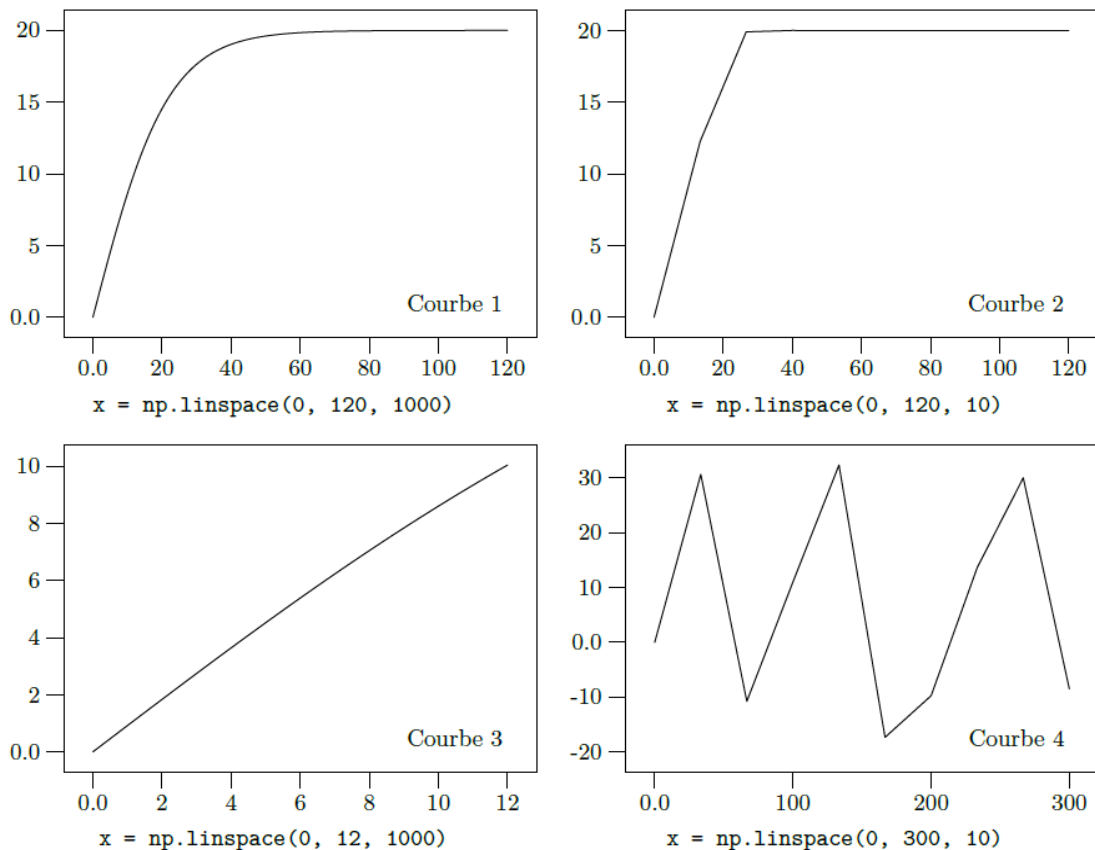 20
15
10
5
0.0
Courbe 1
0.0 20 40 60 80 100 120
x = np.linspace(0, 120, 1000)
20
15
10
5
0.0
Courbe 2
0.0 20 40 60 80 100 120
x = np.linspace(0, 120, 10)
10
8
6
4
2
0.0
Courbe 3
0.0 2 4 6 8 10 12
x = np.linspace(0, 12, 1000)
30
20
10
0.0
-10
-20
Courbe 4
0.0 100 200 300
x = np.linspace(0, 300, 10)